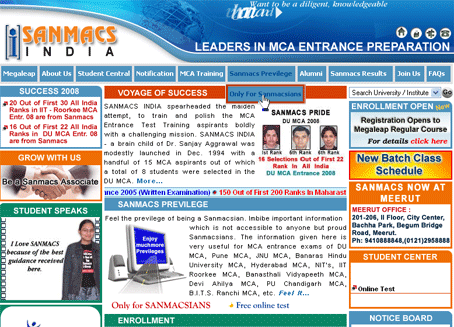 Want to be a diligent, knowledgeable
iSANMACS
INDIA
LEADERS IN MCA ENTRANCE PREPARATION
Megaleap About Us Student Central Notification MCA Training Sanmacs Previlege Alumni Sanmacs Results Join Us FAQs
Only For Sanmacsians
SUCCESS 2008
20 Out of First 30 All India
Ranks in IIT - Roorkee MCA
Entr. 08 are from Sanmacs
16 Out of First 22 All India
Ranks in DU MCA Entr. 08
are from Sanmacs
GROW WITH US
Be a Sanmacs Associate
STUDENT SPEAKS
I Love SANMACS
because of the best
guidance received
here.
VOYAGE OF SUCCESS
SANMACS INDIA spearheaded the maiden
attempt, to train and polish the MCA
Entrance Test Training aspirants boldly
with a challenging mission. SANMACS INDIA
- a brain child of Dr. Sanjay Aggrawal was
modestly launched in Dec. 1994 with a
handful of 15 MCA aspirants out of which
a total of 8 students were selected in the
DU MCA. More...
SANMACS PRIDE
DU MCA 2008
1st Rank 6th Rank 4th Rank
16 Selections Out of First 22
Rank In All India
DU MCA Entrance 2008
ance 2005 (Written Examination) 150 Out of First 200 Ranks In Maharast
SANMACS PREVILEGE
Feel the previlege of being a Sanmacsian. Imbibe important information
which is not accessible to anyone but proud
Sanmacsians. The information given here is
very useful for MCA entrance exams of DU
MCA, Pune MCA, JNU MCA, Banaras Hindu
University MCA, Hyderabad MCA, NIT's, IIT
Roorkee MCA, Banasthali Vidyapeeth MCA,
Devi Ahilya MCA, PU Chandigarh MCA,
B.I.T.S. Ranchi MCA, etc. Feel It...
Enjoy
much more
Previleges
Only for SANMACSIANS Free online test
ENROLLMENT
Search University / Institute
ENROLLMENT OPEN New
Registration Opens to
Megaleap Regular Course
For details click here
New Batch Class
Schedule
SANMACS NOW AT
MEERUT
MEERUT OFFICE :
201-206, II Floor, City Center,
Bachha Park, Begum Bridge
Road, Meerut.
Ph: 9410888848,(0121)2958888
STUDENT CENTER
Online Test
NOTICE BOARD